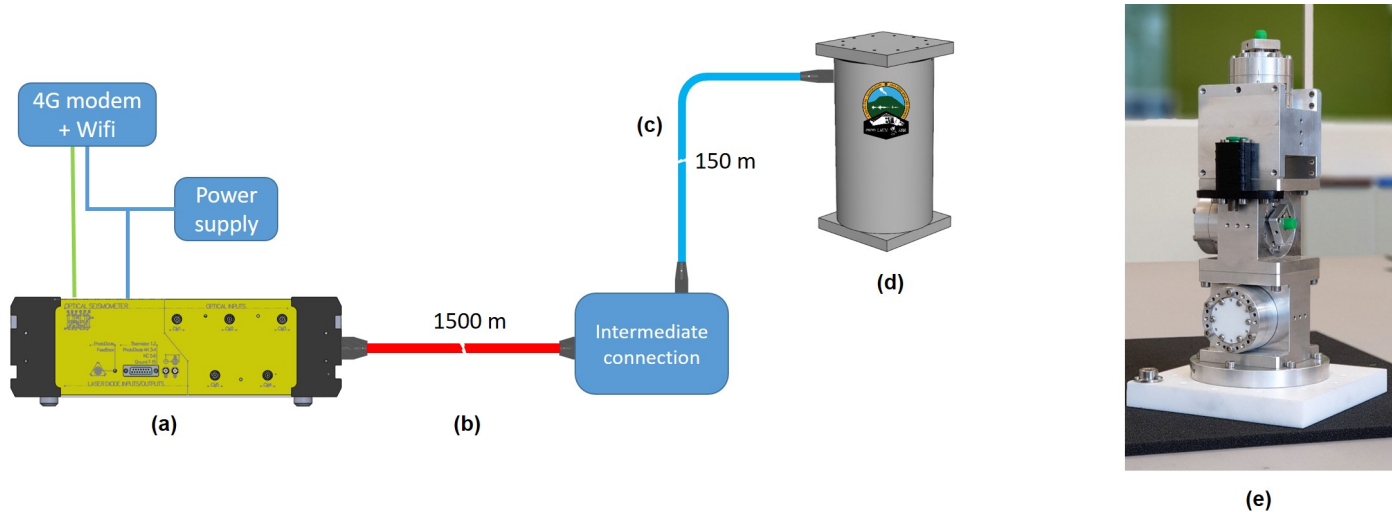 4G modem
+ Wifi
Power
supply
OPTICAL SEISMOMETER
OPTICAL INPUTS
LASER DIODE INPUTS/OUTPUTS
(a)
1500 m
(b)
Intermediate
connection
(c)
150 m
(d)
(e)